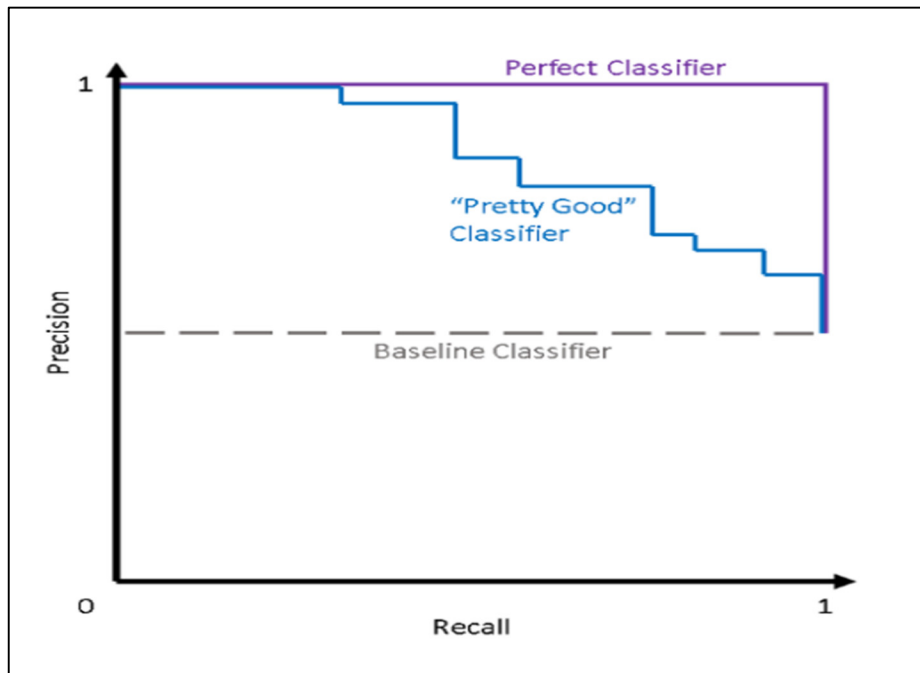 Perfect Classifier
1
“Pretty Good”
Classifier
Precision
Baseline Classifier
0
1
Recall